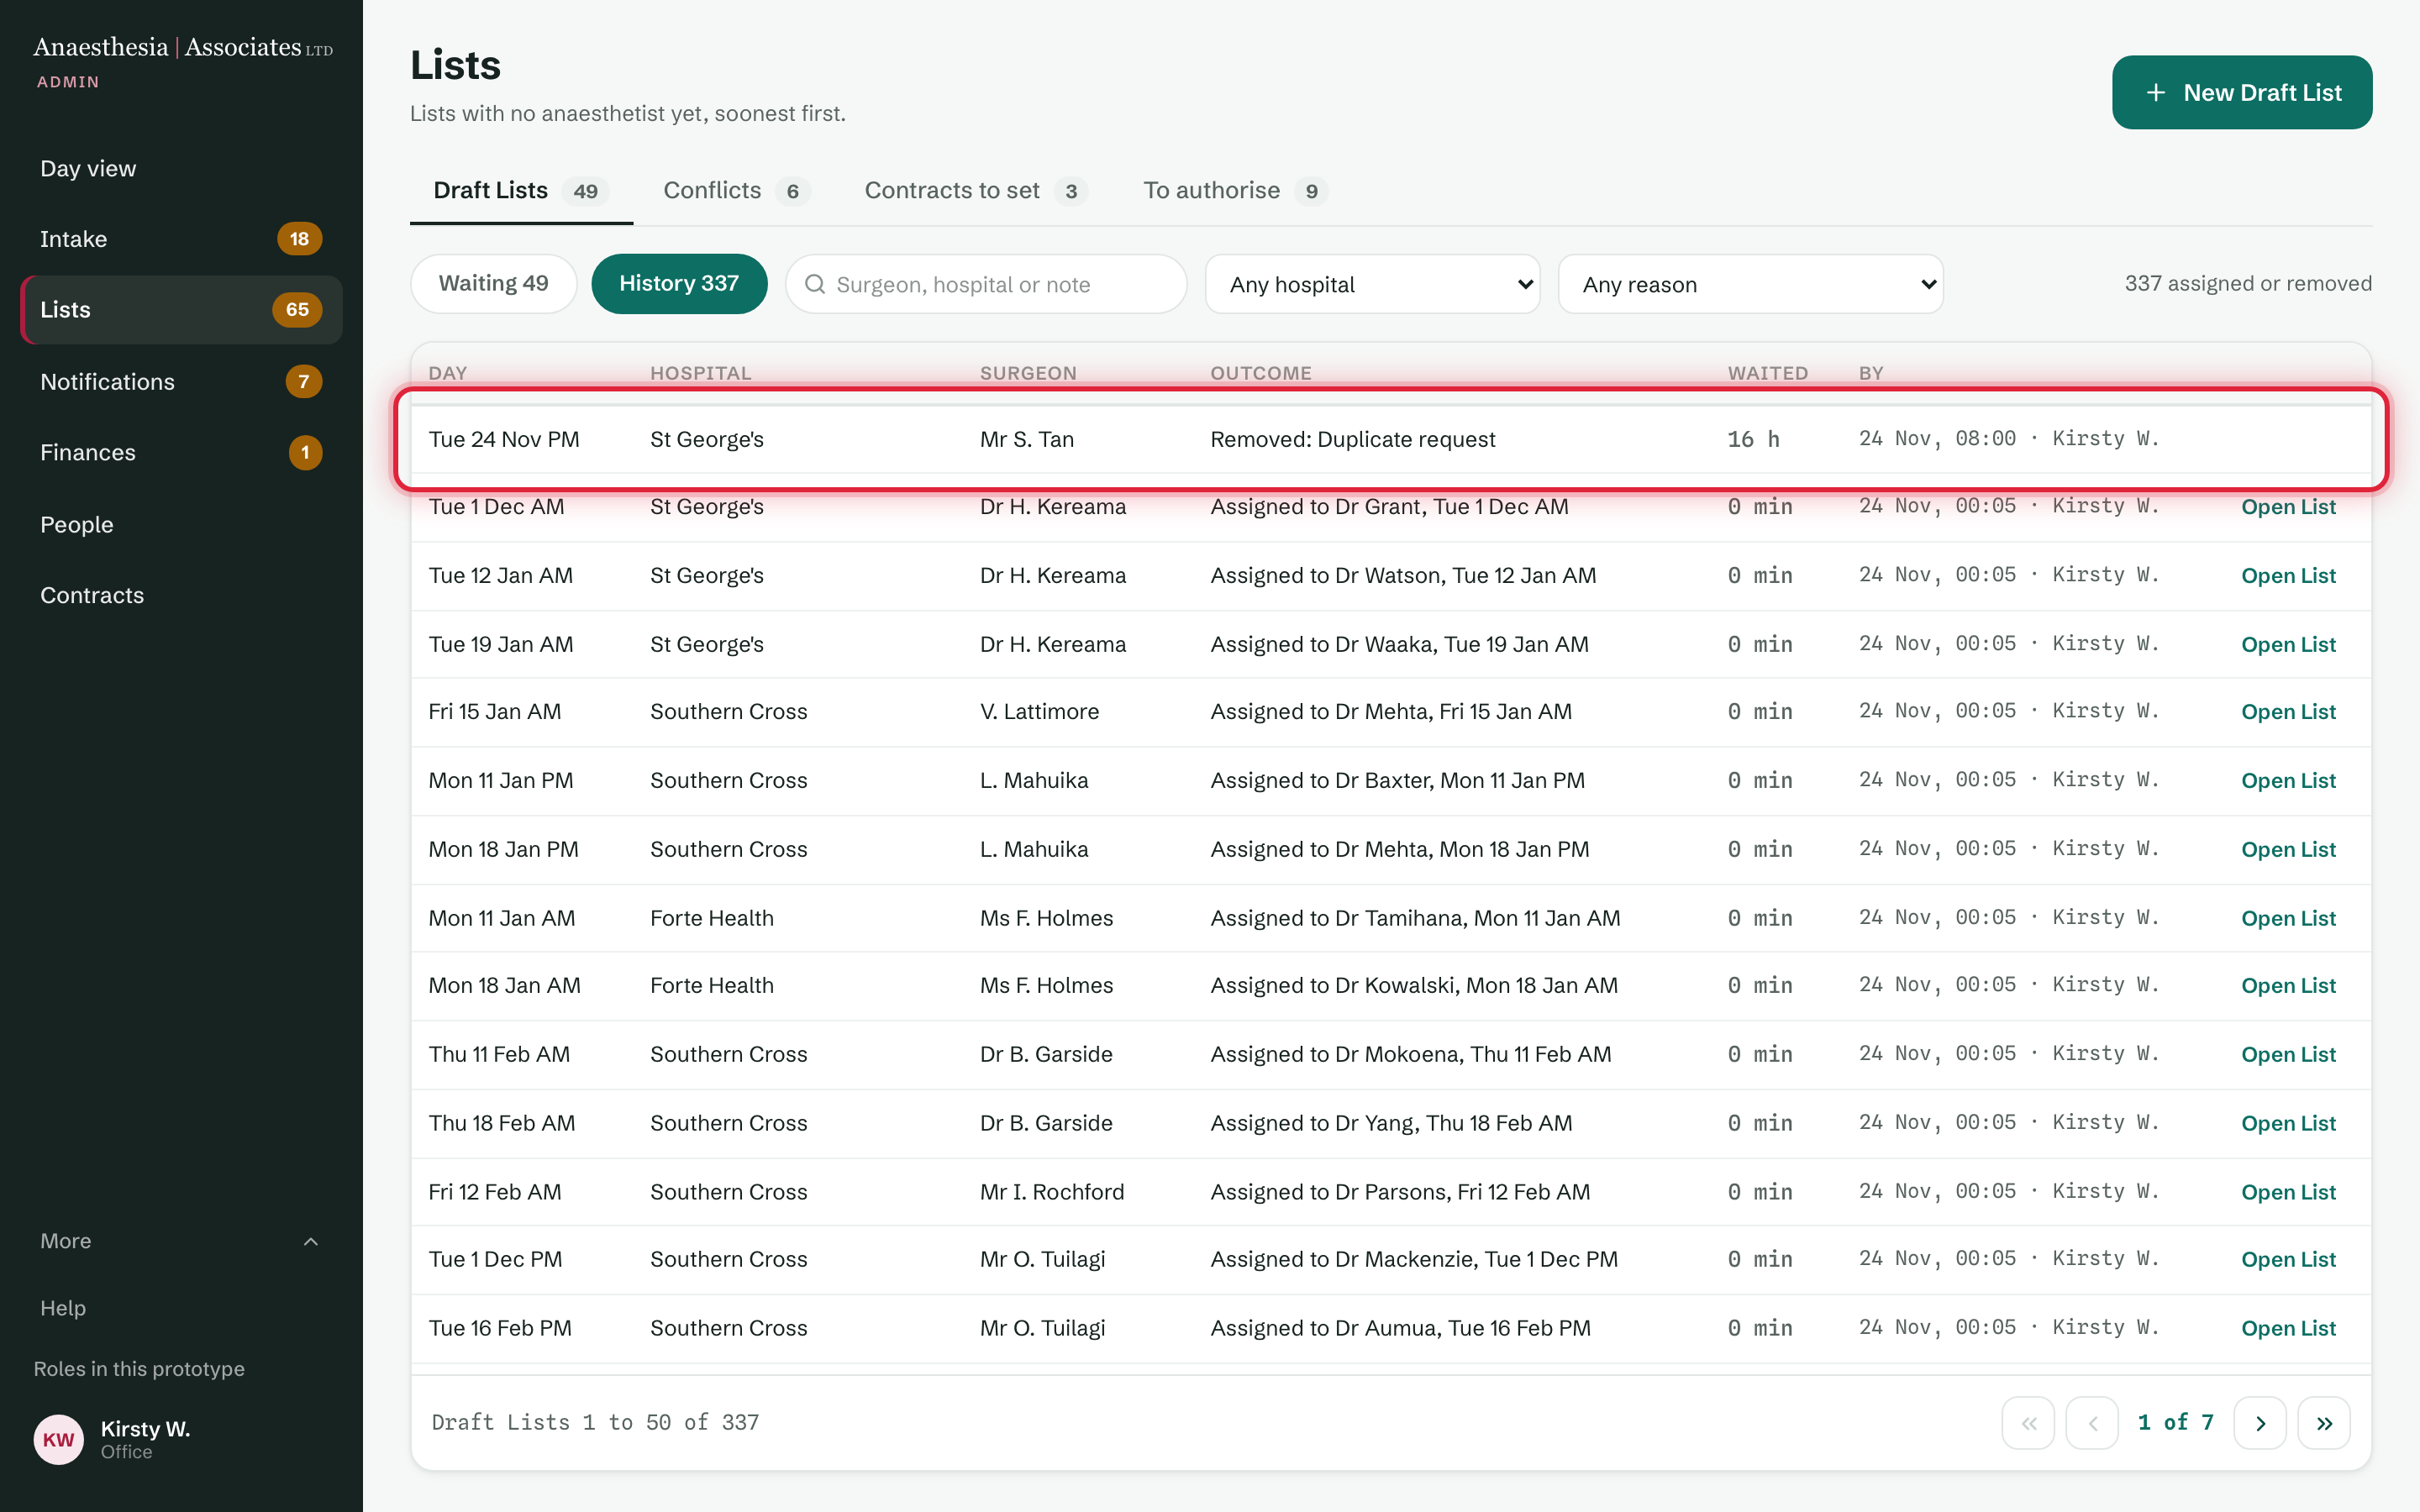 Anaesthesia | Associates LTD
ADMIN
Day view
Intake 18
Lists 65
Notifications 7
Finances 1
People
Contracts
More
Help
Roles in this prototype
KW Kirsty W.
Office
Lists
Lists with no anaesthetist yet, soonest first.
+ New Draft List
Draft Lists 49 Conflicts 6 Contracts to set 3 To authorise 9
Waiting 49 History 337 Surgeon, hospital or note Any hospital Any reason 337 assigned or removed
DAY HOSPITAL SURGEON OUTCOME WAITED BY
Tue 24 Nov PM St George's Mr S. Tan Removed: Duplicate request 16 h 24 Nov, 08:00 · Kirsty W.
Tue 1 Dec AM St George's Dr H. Kereama Assigned to Dr Grant, Tue 1 Dec AM 0 min 24 Nov, 00:05 · Kirsty W. Open List
Tue 12 Jan AM St George's Dr H. Kereama Assigned to Dr Watson, Tue 12 Jan AM 0 min 24 Nov, 00:05 · Kirsty W. Open List
Tue 19 Jan AM St George's Dr H. Kereama Assigned to Dr Waaka, Tue 19 Jan AM 0 min 24 Nov, 00:05 · Kirsty W. Open List
Fri 15 Jan AM Southern Cross V. Lattimore Assigned to Dr Mehta, Fri 15 Jan AM 0 min 24 Nov, 00:05 · Kirsty W. Open List
Mon 11 Jan PM Southern Cross L. Mahuika Assigned to Dr Baxter, Mon 11 Jan PM 0 min 24 Nov, 00:05 · Kirsty W. Open List
Mon 18 Jan PM Southern Cross L. Mahuika Assigned to Dr Mehta, Mon 18 Jan PM 0 min 24 Nov, 00:05 · Kirsty W. Open List
Mon 11 Jan AM Forte Health Ms F. Holmes Assigned to Dr Tamihana, Mon 11 Jan AM 0 min 24 Nov, 00:05 · Kirsty W. Open List
Mon 18 Jan AM Forte Health Ms F. Holmes Assigned to Dr Kowalski, Mon 18 Jan AM 0 min 24 Nov, 00:05 · Kirsty W. Open List
Thu 11 Feb AM Southern Cross Dr B. Garside Assigned to Dr Mokoena, Thu 11 Feb AM 0 min 24 Nov, 00:05 · Kirsty W. Open List
Thu 18 Feb AM Southern Cross Dr B. Garside Assigned to Dr Yang, Thu 18 Feb AM 0 min 24 Nov, 00:05 · Kirsty W. Open List
Fri 12 Feb AM Southern Cross Mr I. Rochford Assigned to Dr Parsons, Fri 12 Feb AM 0 min 24 Nov, 00:05 · Kirsty W. Open List
Tue 1 Dec PM Southern Cross Mr O. Tuilagi Assigned to Dr Mackenzie, Tue 1 Dec PM 0 min 24 Nov, 00:05 · Kirsty W. Open List
Tue 16 Feb PM Southern Cross Mr O. Tuilagi Assigned to Dr Aumua, Tue 16 Feb PM 0 min 24 Nov, 00:05 · Kirsty W. Open List
Draft Lists 1 to 50 of 337 « ‹ 1 of 7 › »